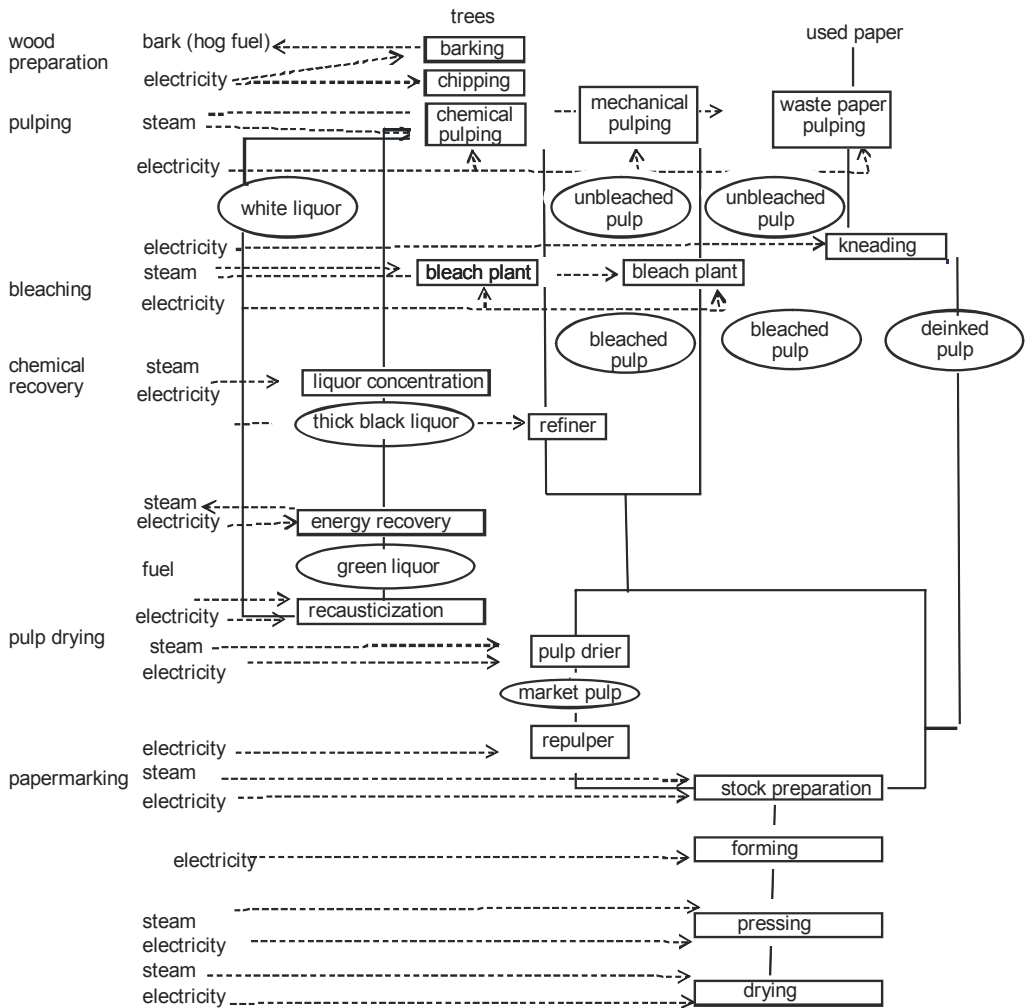 trees
used paper
wood
preparation
bark (hog fuel)
barking
electricity
chipping
pulping
steam
chemical
pulping
mechanical
pulping
waste paper
pulping
electricity
white liquor
unbleached
pulp
unbleached
pulp
electricity
kneading
bleaching
steam
bleach plant
bleach plant
electricity
bleached
pulp
bleached
pulp
deinked
pulp
chemical
recovery
steam
electricity
liquor concentration
thick black liquor
refiner
steam
electricity
energy recovery
fuel
green liquor
electricity
recausticization
pulp drying
steam
electricity
pulp drier
market pulp
electricity
repulper
papermarking
steam
electricity
stock preparation
electricity
forming
steam
electricity
pressing
steam
electricity
drying